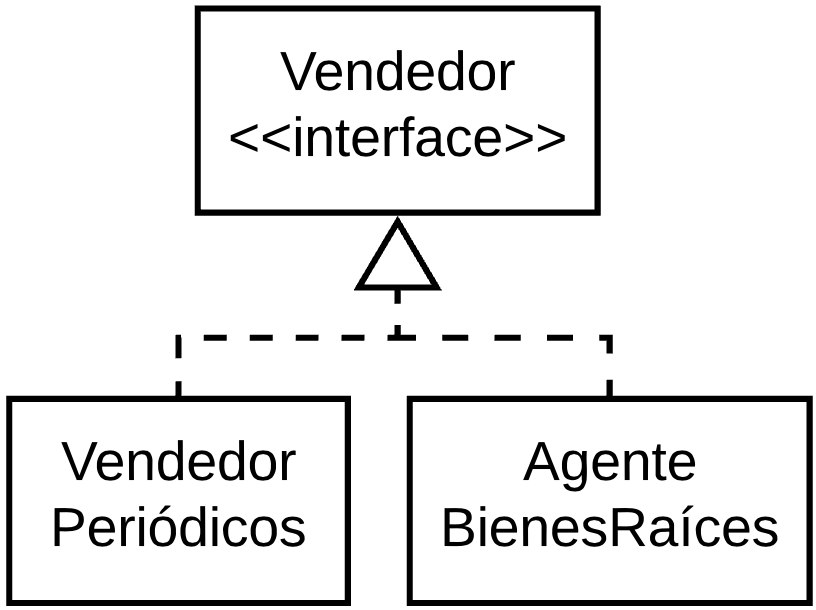 Vendedor
<<interface>>
Vendedor
Periódicos
Agente
BienesRaíces